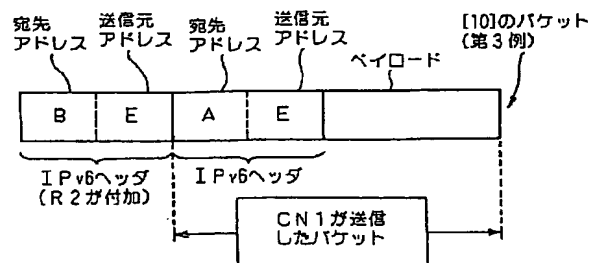 宛先
アドレス
送信元
アドレス
宛先
アドレス
送信元
アドレス
ペイロード
[10]のパケット
(第3例)
B
E
A
E
IPv6ヘッダ
(R2が付加)
IPv6ヘッダ
CN1が送信
したパケット